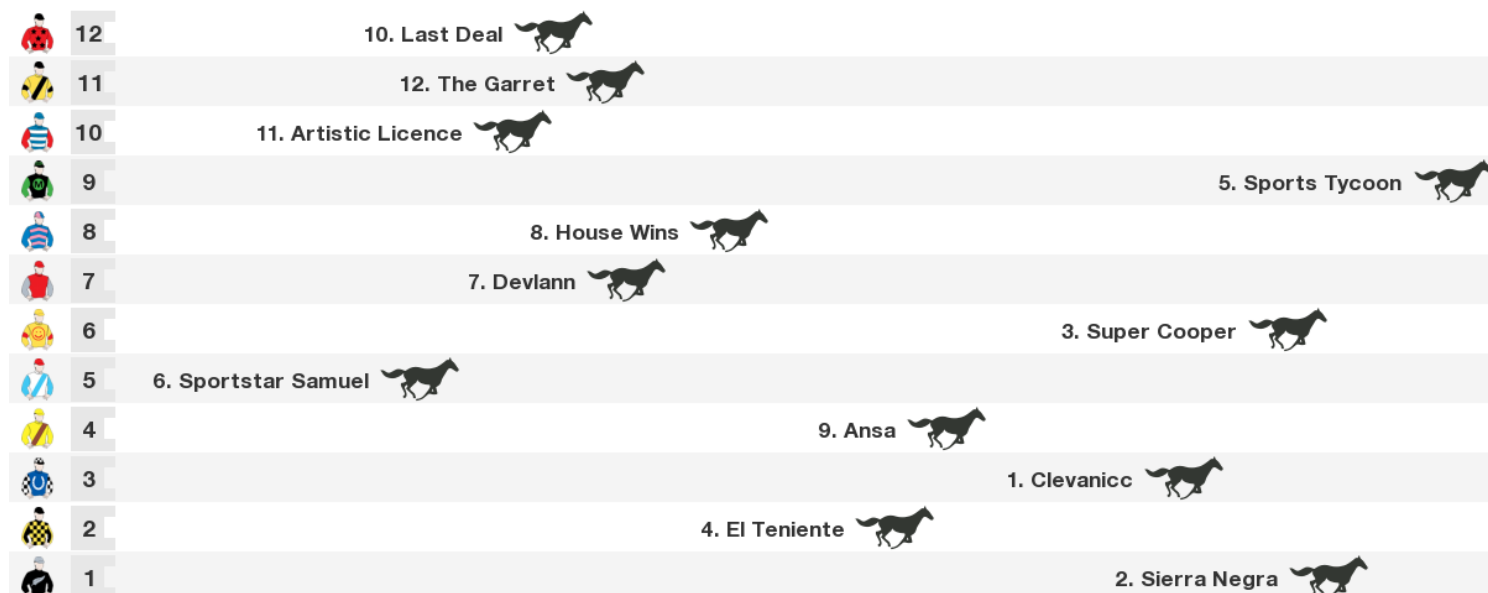 12 10. Last Deal
11 12. The Garret
10 11. Artistic Licence
9 5. Sports Tycoon
8 8. House Wins
7 7. Devlann
6 3. Super Cooper
5 6. Sportstar Samuel
4 9. Ansa
3 1. Clevanicc
2 4. El Teniente
1 2. Sierra Negra